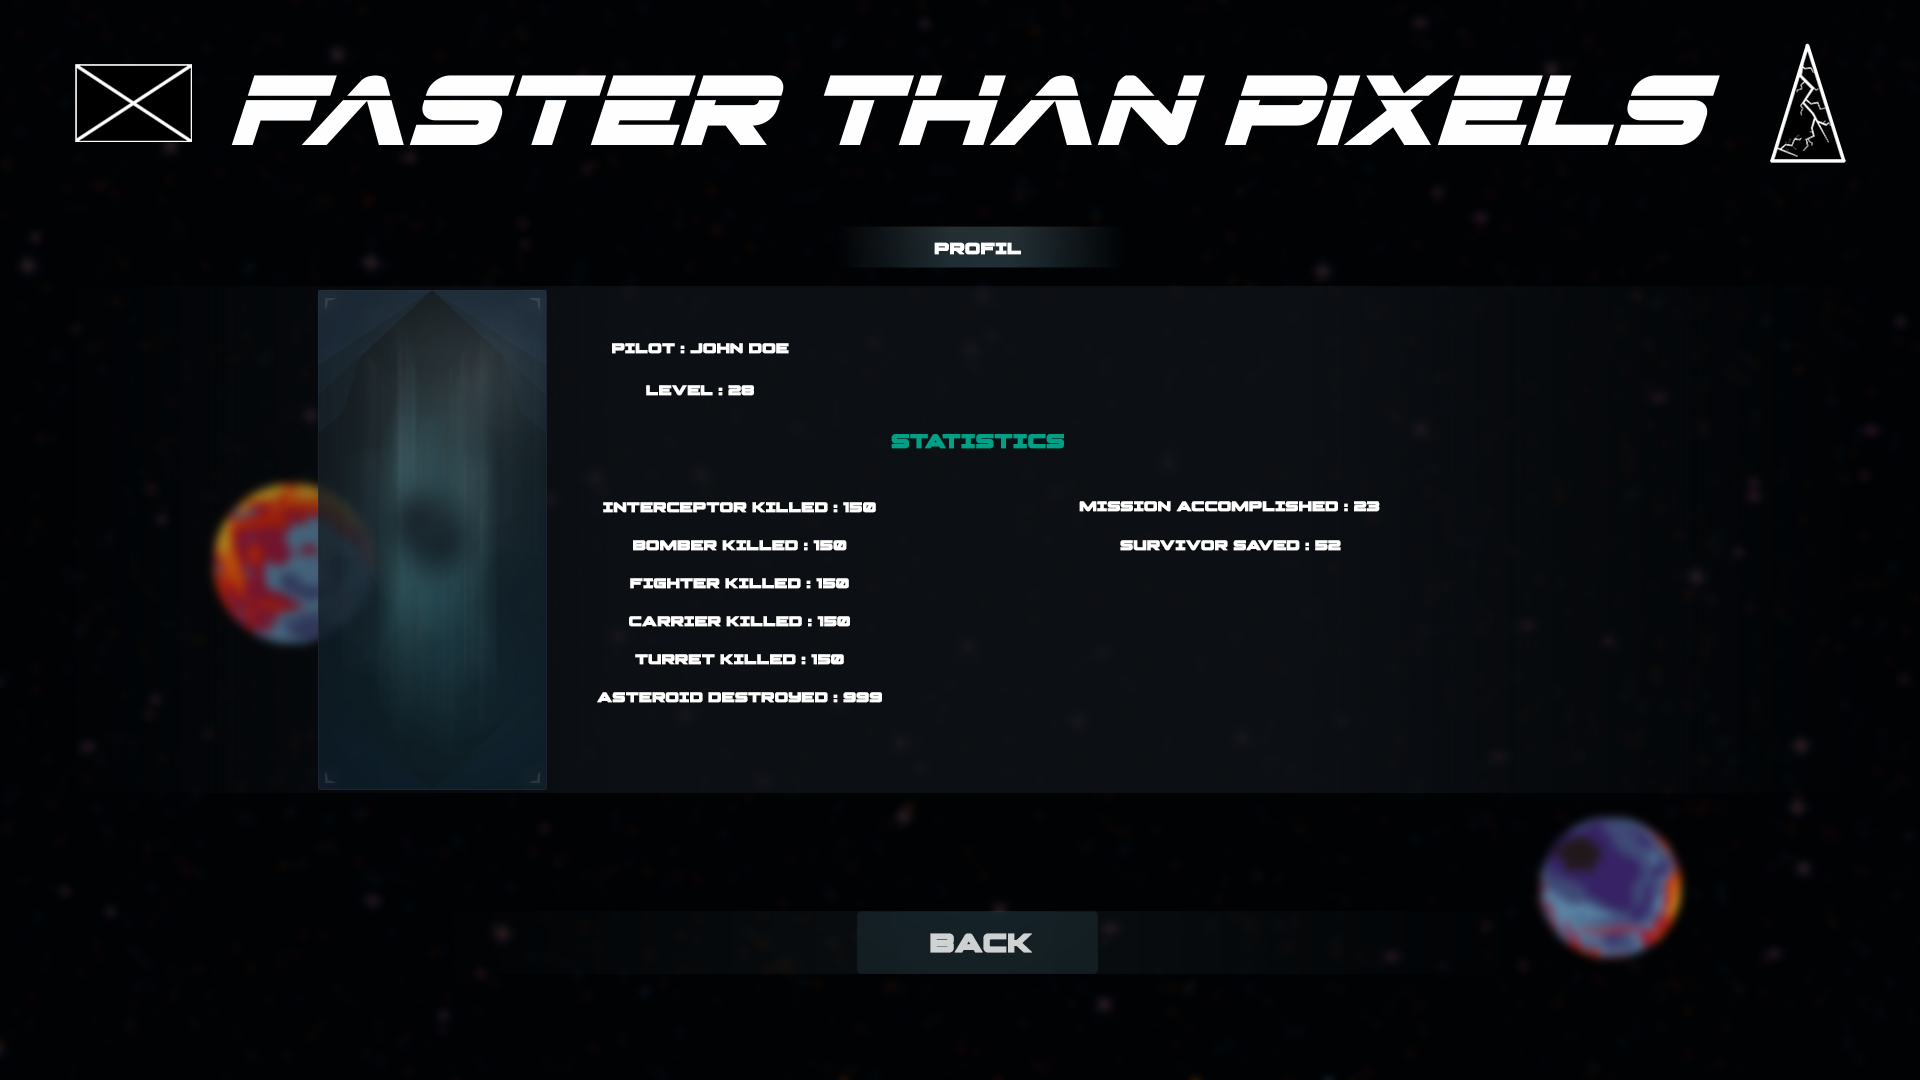 FASTER THAN PIXELS
PROFIL
PILOT : JOHN DOE
LEVEL : 28
STATISTICS
INTERCEPTOR KILLED : 150
MISSION ACCOMPLISHED : 23
BOMBER KILLED : 150
SURVIVOR SAVED : 52
FIGHTER KILLED : 150
CARRIER KILLED : 150
TURRET KILLED : 150
ASTEROID DESTROYED : 999
BACK